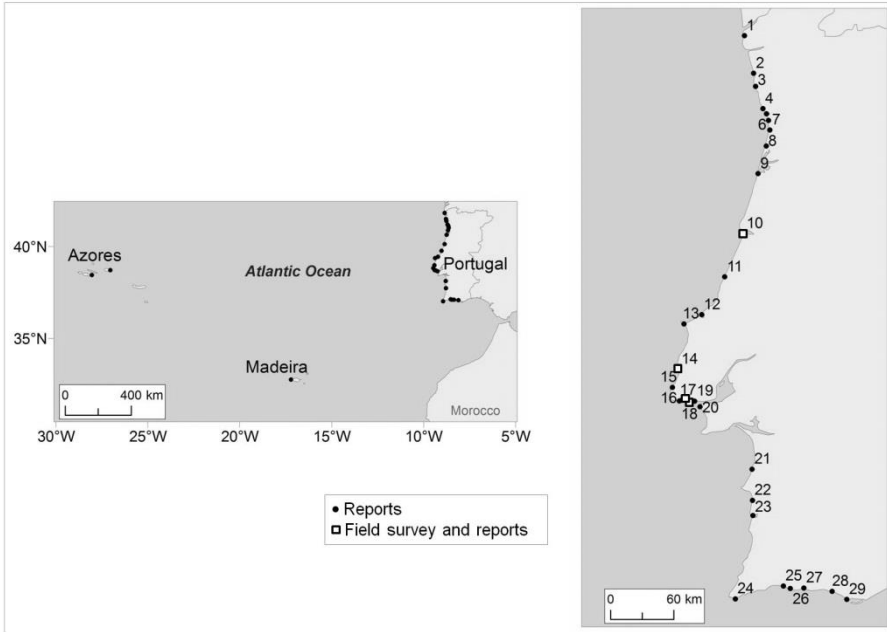 40°N
35°N
30°W
25°W
20°W
15°W
10°W
5°W
Azores
Atlantic Ocean
Portugal
Madeira
Morocco
0 400 km
Reports
Field survey and reports
1
2
3
4
6
7
8
9
10
11
12
13
14
15
16
17
18
19
20
21
22
23
24
25
26
27
28
29
0 60 km